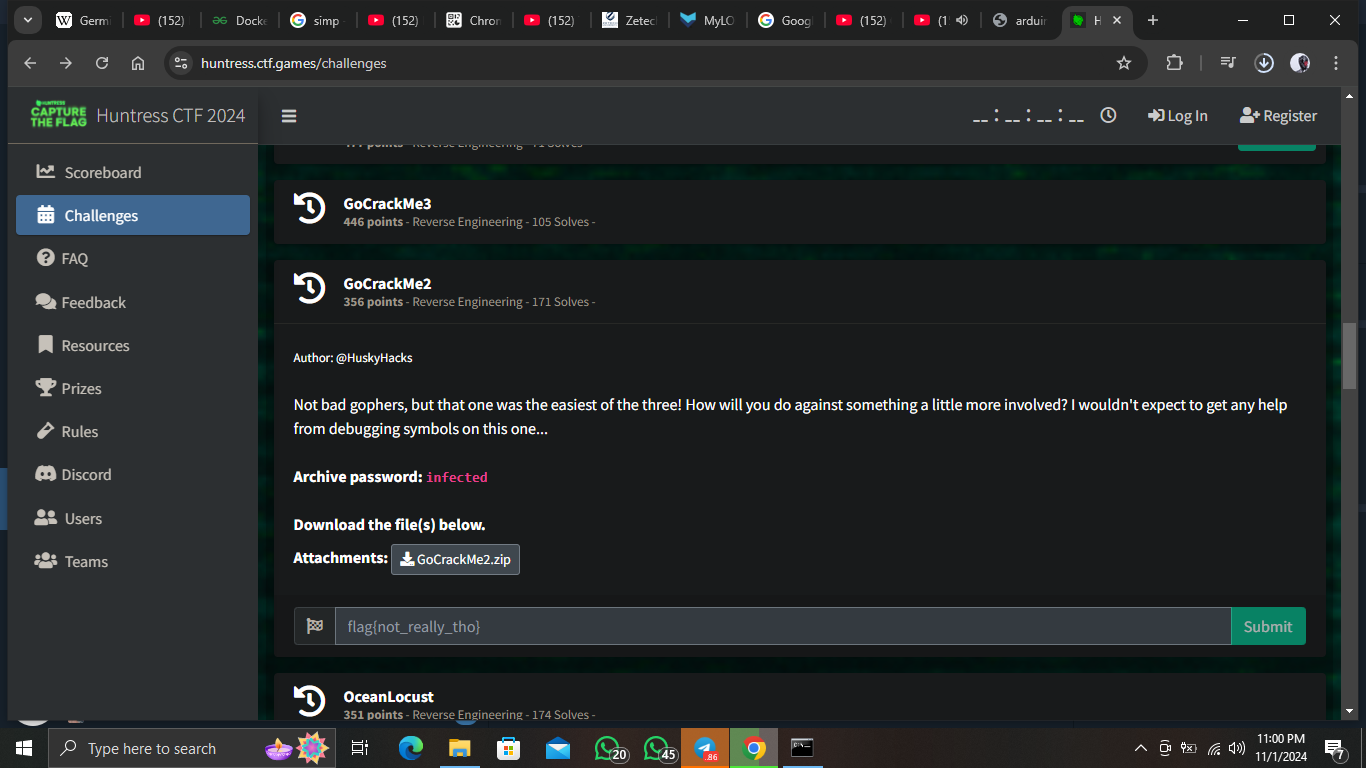 Germi
(152)
Docke
simp
(152)
Chron
(152)
Zetec
MyLO
Goog
(152)
(1
arduir
H
huntress.ctf.games/challenges
CAPTURE
THE FLAG
Huntress CTF 2024
-- : -- : -- : --
Log In
Register
Scoreboard
Challenges
FAQ
Feedback
Resources
Prizes
Rules
Discord
Users
Teams
points - Reverse Engineering - 71 Solves -
GoCrackMe3
446 points - Reverse Engineering - 105 Solves -
GoCrackMe2
356 points - Reverse Engineering - 171 Solves -
Author: @HuskyHacks
Not bad gophers, but that one was the easiest of the three! How will you do against something a little more involved? I wouldn't expect to get any help
from debugging symbols on this one...
Archive password: infected
Download the file(s) below.
Attachments: GoCrackMe2.zip
flag{not_really_tho}
Submit
OceanLocust
351 points - Reverse Engineering - 174 Solves -
Type here to search
20
45
.86
11:00 PM
11/1/2024
7